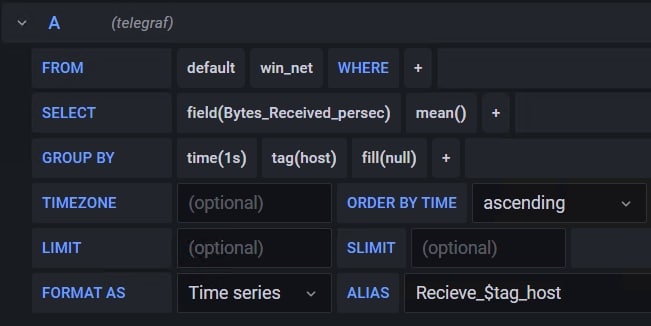 A (telegraf)
FROM default win_net WHERE +
SELECT field(Bytes_Received_persec) mean() +
GROUP BY time(1s) tag(host) fill(null) +
TIMEZONE (optional) ORDER BY TIME ascending
LIMIT (optional) SLIMIT (optional)
FORMAT AS Time series ALIAS Recieve_$tag_host